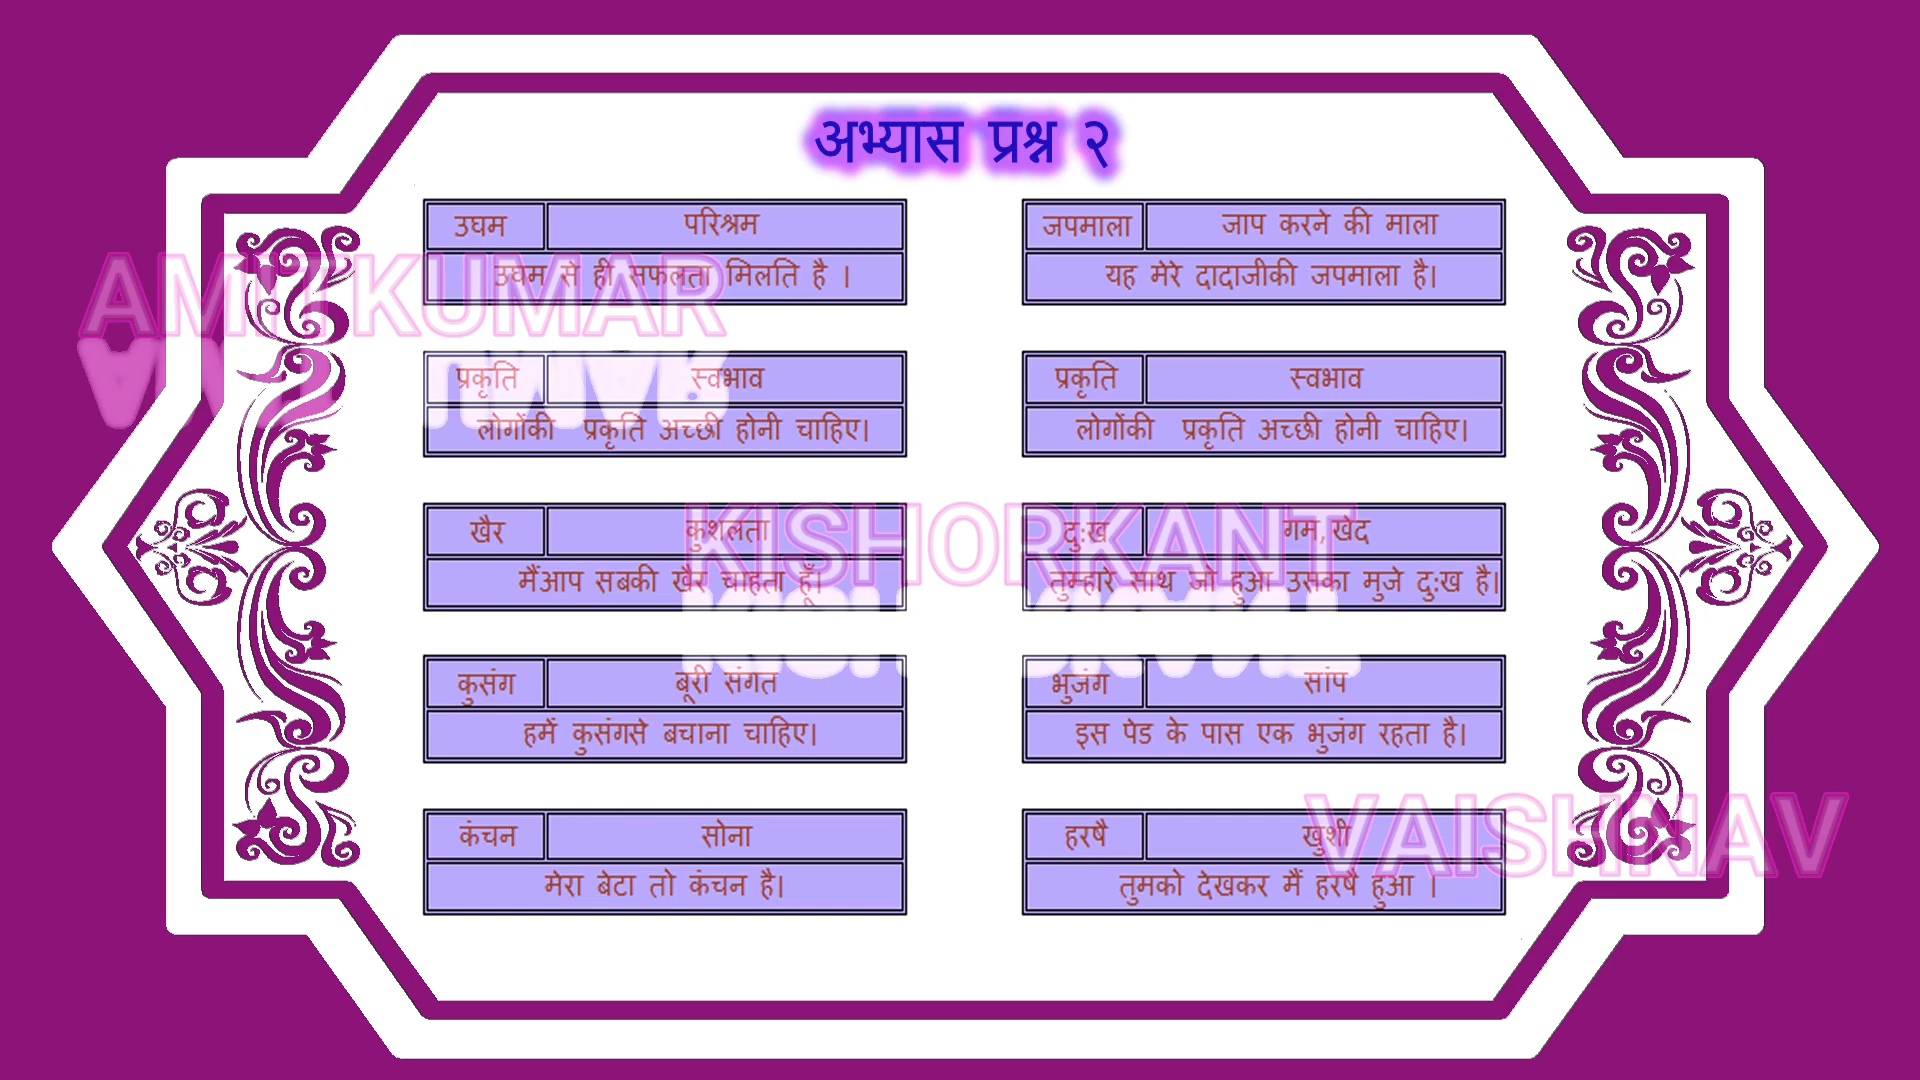 अभ्यास प्रश्न २
उघम परिश्रम
उघम से ही सफलता मिलति है ।
जपमाला जाप करने की माला
यह मेरे दादाजीकी जपमाला है।
प्रकृति स्वभाव
लोगोंकी प्रकृति अच्छी होनी चाहिए।
प्रकृति स्वभाव
लोगोंकी प्रकृति अच्छी होनी चाहिए।
खैर कुशलता
मैंआप सबकी खैर चाहता हूँ।
दुःख गम, खेद
तुम्हारे साथ जो हुआ उसका मुजे दुःख है।
कुसंग बूरी संगत
हमें कुसंगसे बचाना चाहिए।
भुजंग सांप
इस पेड के पास एक भुजंग रहता है।
कंचन सोना
मेरा बेटा तो कंचन है।
हरषै खुशी
तुमको देखकर मैं हरषै हुआ ।
AMITKUMAR
KISHORKANT
VAISHNAV